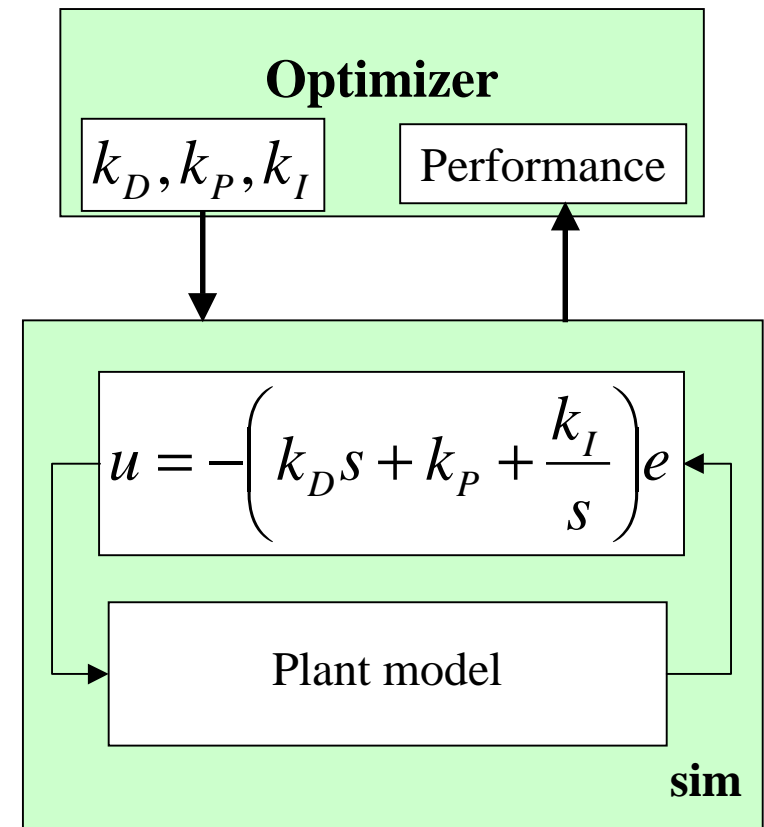 Optimizer
k_D, k_P, k_I
Performance
u = -( k_D s + k_P + k_I / s ) e
Plant model
sim